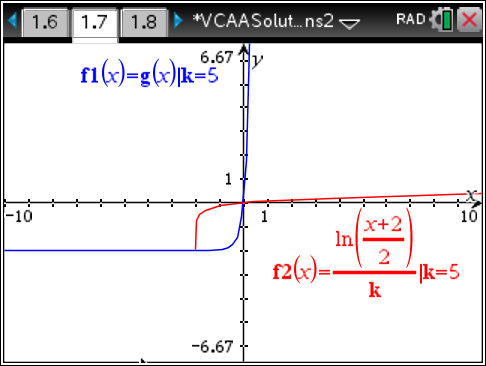 1.6 1.7 1.8 *VCAASolut...ns2 RAD
6.67 y
f1(x)=g(x)|k=5
1
x
-10 1 10
f2(x)=ln((x+2)/2)/k|k=5
-6.67